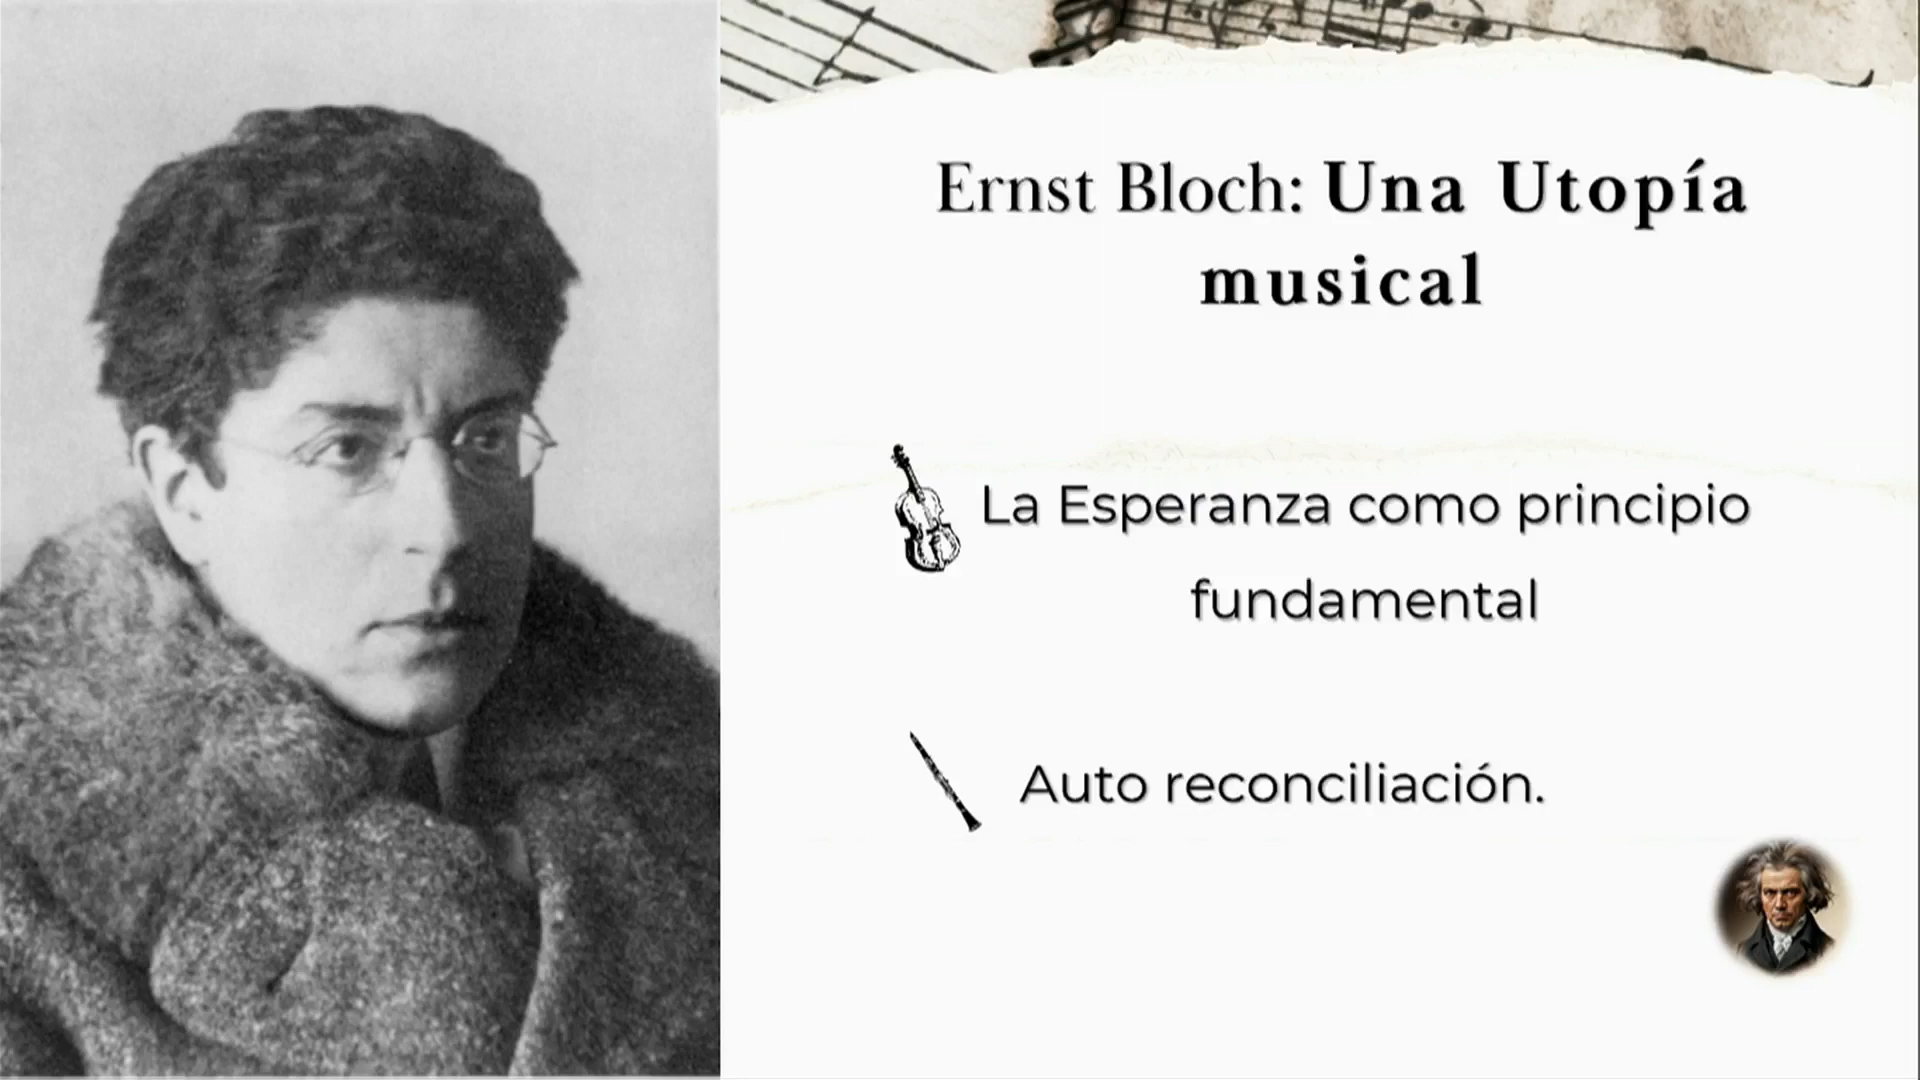 Ernst Bloch: Una Utopía
musical
La Esperanza como principio
fundamental
Auto reconciliación.